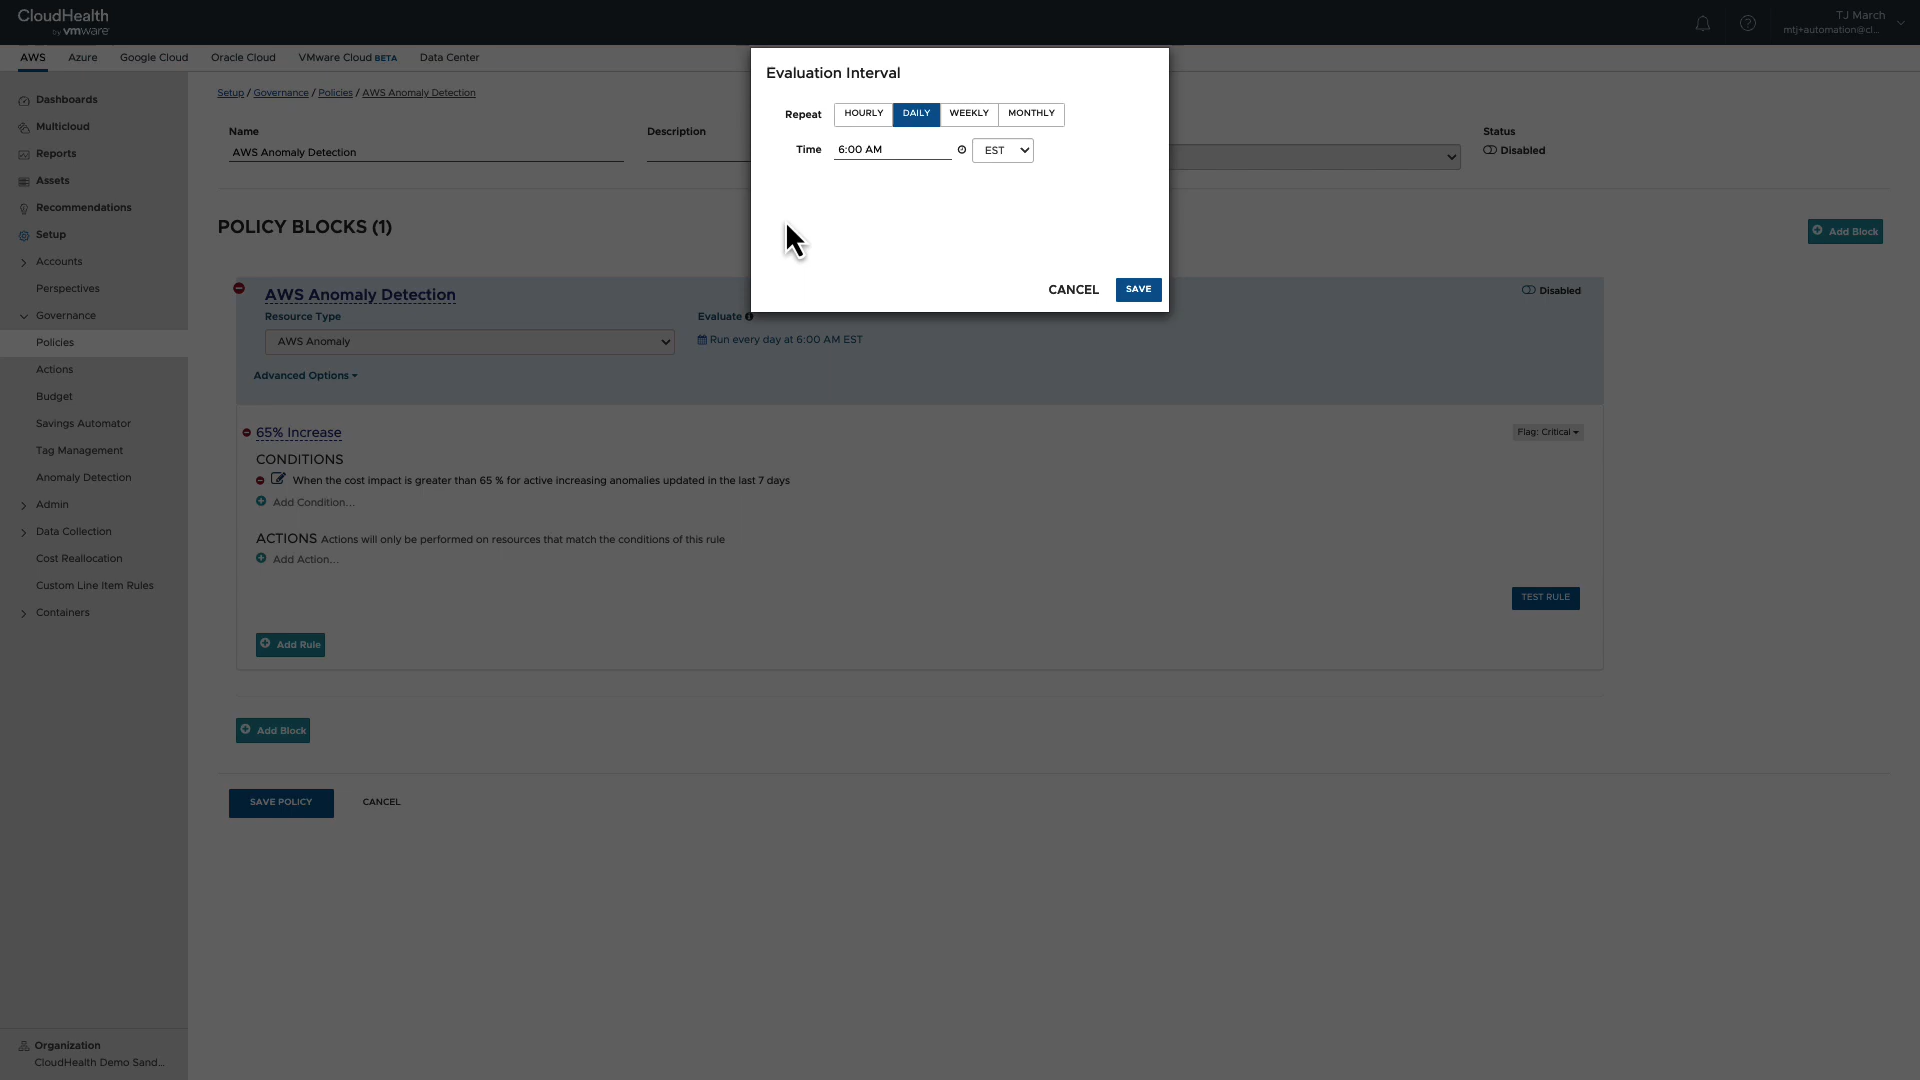 CloudHealth
by vmware
TJ March
mtj+automation@cl...
AWS Azure Google Cloud Oracle Cloud VMware Cloud BETA Data Center
Dashboards
Multicloud
Reports
Assets
Recommendations
Setup
Accounts
Perspectives
Governance
Policies
Actions
Budget
Savings Automator
Tag Management
Anomaly Detection
Admin
Data Collection
Cost Reallocation
Custom Line Item Rules
Containers
Organization
CloudHealth Demo Sand...
Setup / Governance / Policies / AWS Anomaly Detection
Name
AWS Anomaly Detection
Description
Status
Disabled
Evaluation Interval
Repeat HOURLY DAILY WEEKLY MONTHLY
Time 6:00 AM EST
CANCEL SAVE
POLICY BLOCKS (1)
Add Block
AWS Anomaly Detection
Disabled
Resource Type
AWS Anomaly
Evaluate
Run every day at 6:00 AM EST
Advanced Options
65% Increase
Flag: Critical
CONDITIONS
When the cost impact is greater than 65 % for active increasing anomalies updated in the last 7 days
Add Condition...
ACTIONS Actions will only be performed on resources that match the conditions of this rule
Add Action...
TEST RULE
Add Rule
Add Block
SAVE POLICY CANCEL